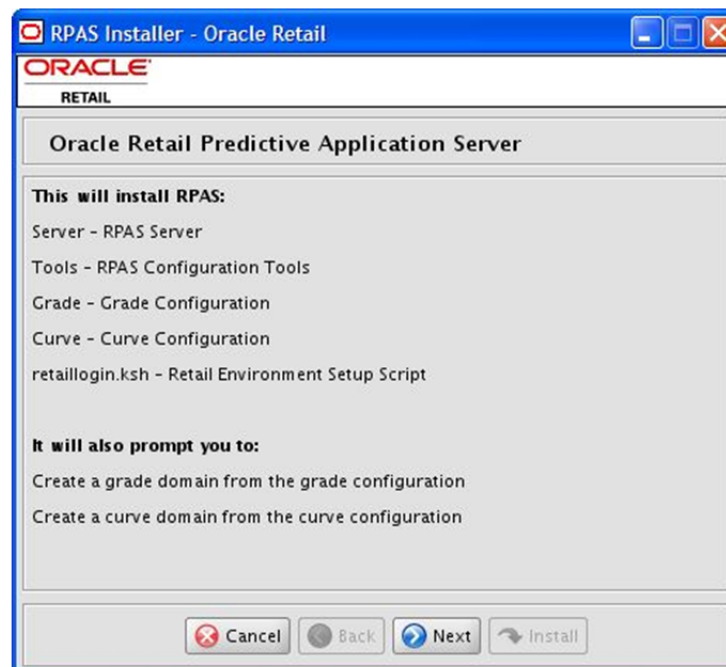 RPAS Installer - Oracle Retail
ORACLE
RETAIL
Oracle Retail Predictive Application Server
This will install RPAS:
Server - RPAS Server
Tools - RPAS Configuration Tools
Grade - Grade Configuration
Curve - Curve Configuration
retaillogin.ksh - Retail Environment Setup Script
It will also prompt you to:
Create a grade domain from the grade configuration
Create a curve domain from the curve configuration
Cancel Back Next Install